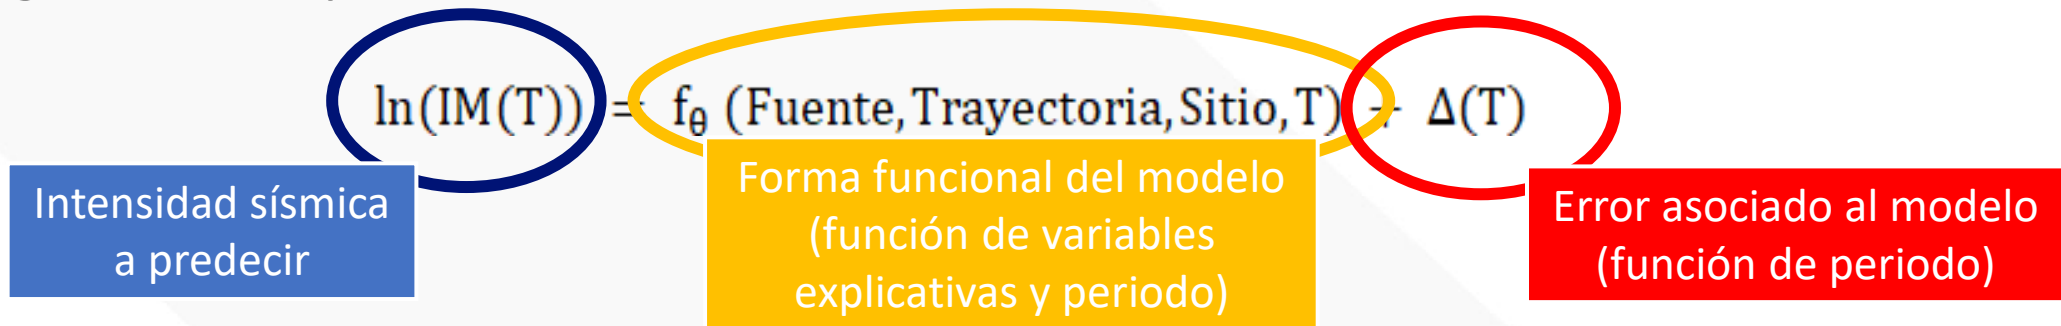 ln(IM(T)) = f_θ (Fuente, Trayectoria, Sitio, T) + Δ(T)
Intensidad sísmica
a predecir
Forma funcional del modelo
(función de variables
explicativas y periodo)
Error asociado al modelo
(función de periodo)